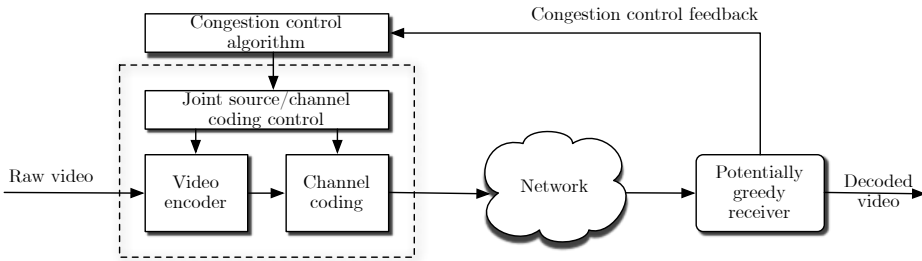 Congestion control feedback
Congestion control
algorithm
Joint source/channel
coding control
Raw video
Video
encoder
Channel
coding
Network
Potentially
greedy
receiver
Decoded
video